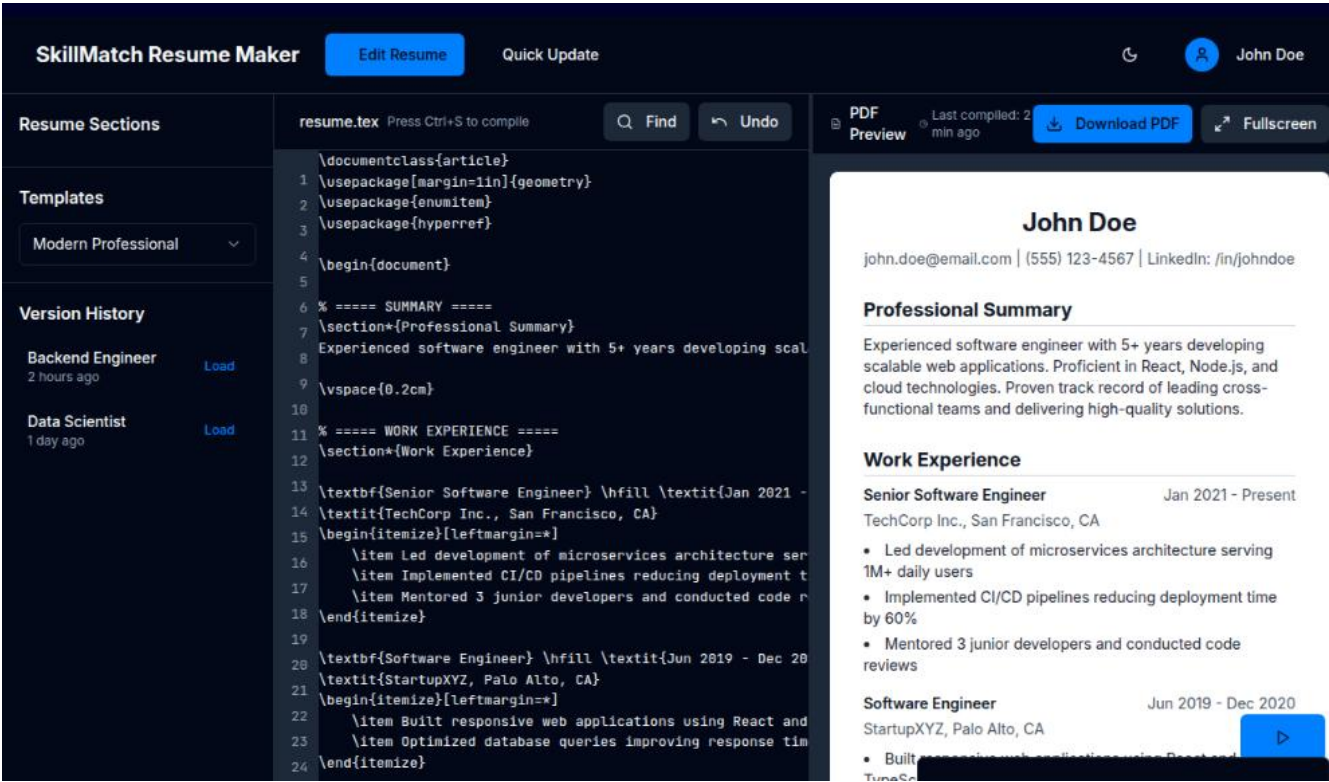 SkillMatch Resume Maker
Edit Resume
Quick Update
John Doe
Resume Sections
Templates
Modern Professional
Version History
Backend Engineer
2 hours ago
Load
Data Scientist
1 day ago
Load
resume.tex Press Ctrl+S to compile
Find
Undo
\documentclass{article}
1 \usepackage[margin=1in]{geometry}
2 \usepackage{enumitem}
3 \usepackage{hyperref}
4
\begin{document}
5
6 % ===== SUMMARY =====
7 \section*{Professional Summary}
8 Experienced software engineer with 5+ years developing scal
9 \vspace{0.2cm}
10
11 % ===== WORK EXPERIENCE =====
12 \section*{Work Experience}
13 \textbf{Senior Software Engineer} \hfill \textit{Jan 2021 -
14 \textit{TechCorp Inc., San Francisco, CA}
15 \begin{itemize}[leftmargin=*]
16 \item Led development of microservices architecture ser
\item Implemented CI/CD pipelines reducing deployment t
17 \item Mentored 3 junior developers and conducted code r
18 \end{itemize}
19
20 \textbf{Software Engineer} \hfill \textit{Jun 2019 - Dec 20
21 \textit{StartupXYZ, Palo Alto, CA}
\begin{itemize}[leftmargin=*]
22 \item Built responsive web applications using React and
23 \item Optimized database queries improving response tim
24 \end{itemize}
PDF Preview
Last compiled: 2 min ago
Download PDF
Fullscreen
John Doe
john.doe@email.com | (555) 123-4567 | LinkedIn: /in/johndoe
Professional Summary
Experienced software engineer with 5+ years developing
scalable web applications. Proficient in React, Node.js, and
cloud technologies. Proven track record of leading cross-
functional teams and delivering high-quality solutions.
Work Experience
Senior Software Engineer Jan 2021 - Present
TechCorp Inc., San Francisco, CA
• Led development of microservices architecture serving
1M+ daily users
• Implemented CI/CD pipelines reducing deployment time
by 60%
• Mentored 3 junior developers and conducted code
reviews
Software Engineer Jun 2019 - Dec 2020
StartupXYZ, Palo Alto, CA
• Built